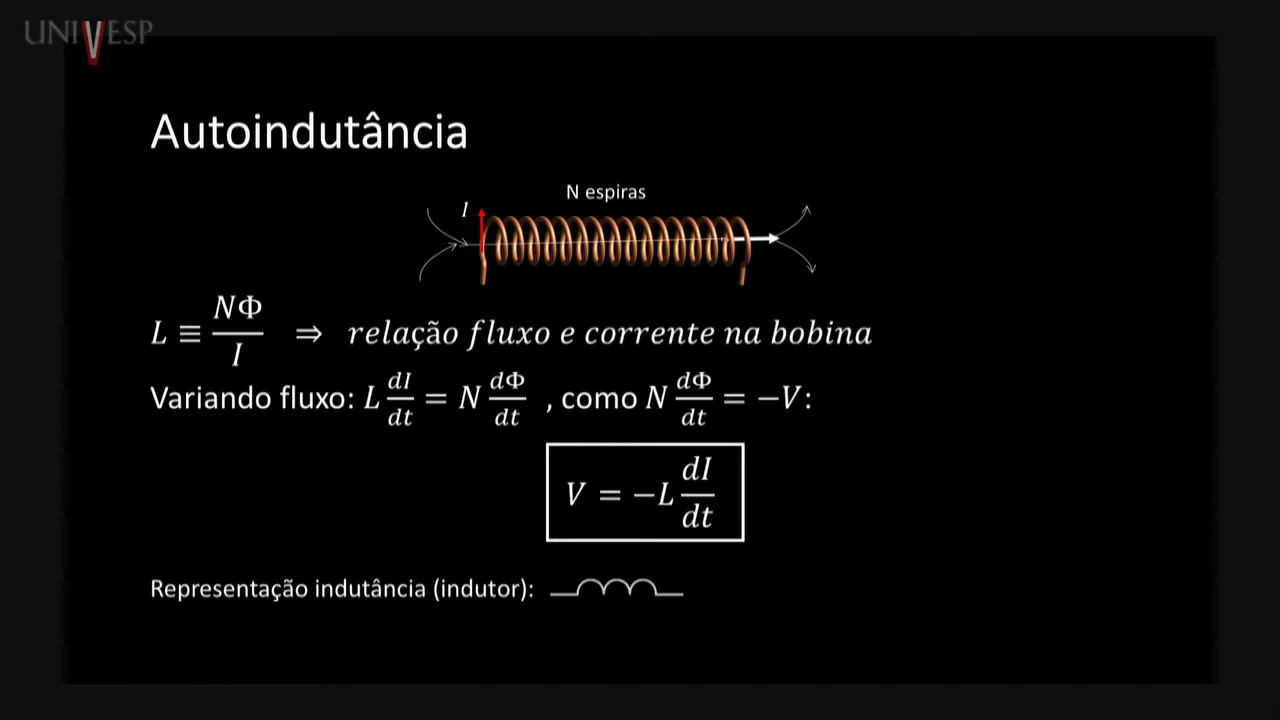 UNIVESP
Autoindutância
N espiras
I
L ≡ NΦ/I ⇒ relação fluxo e corrente na bobina
Variando fluxo: L dI/dt = N dΦ/dt , como N dΦ/dt = −V:
V = −L dI/dt
Representação indutância (indutor):